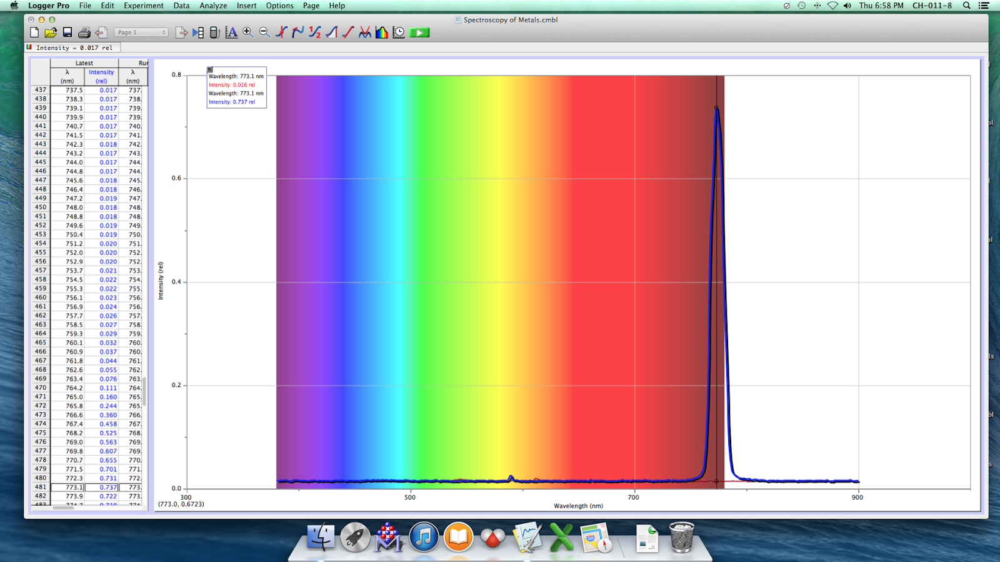 Logger Pro File Edit Experiment Data Analyze Insert Options Page Help Thu 6:58 PM CH-011-8
Spectroscopy of Metals.cmbl
Page 1
Intensity = 0.017 rel
Latest Run
λ Intensity λ
(nm) (rel) (nm)
437 737.5 0.017 737.
438 738.3 0.017 738.
439 739.1 0.017 739.
440 739.9 0.017 739.
441 740.7 0.017 740.
442 741.5 0.017 741.
443 742.3 0.018 742.
444 743.2 0.017 743.
445 744.0 0.017 744.
446 744.8 0.017 744.
447 745.6 0.018 745.
448 746.4 0.018 746.
449 747.2 0.019 747.
450 748.0 0.018 748.
451 748.8 0.018 748.
452 749.6 0.019 749.
453 750.4 0.019 750.
454 751.2 0.020 751.
455 752.0 0.020 752.
456 752.9 0.020 752.
457 753.7 0.021 753.
458 754.5 0.022 754.
459 755.3 0.022 755.
460 756.1 0.023 756.
461 756.9 0.024 756.
462 757.7 0.026 757.
463 758.5 0.027 758.
464 759.3 0.029 759.
465 760.1 0.032 760.
466 760.9 0.037 760.
467 761.8 0.044 761.
468 762.6 0.055 762.
469 763.4 0.076 763.
470 764.2 0.111 764.
471 765.0 0.160 765.
472 765.8 0.244 765.
473 766.6 0.360 766.
474 767.4 0.458 767.
475 768.2 0.525 768.
476 769.0 0.563 769.
477 769.8 0.607 769.
478 770.7 0.655 770.
479 771.5 0.701 771.
480 772.3 0.731 772.
481 773.1 0.737 773.
482 773.9 0.722 773.
Wavelength: 773.1 nm
Intensity: 0.016 rel
Wavelength: 773.1 nm
Intensity: 0.737 rel
0.8
0.6
0.4
0.2
0.0
Intensity (rel)
300 500 700 900
(773.0, 0.6723)
Wavelength (nm)